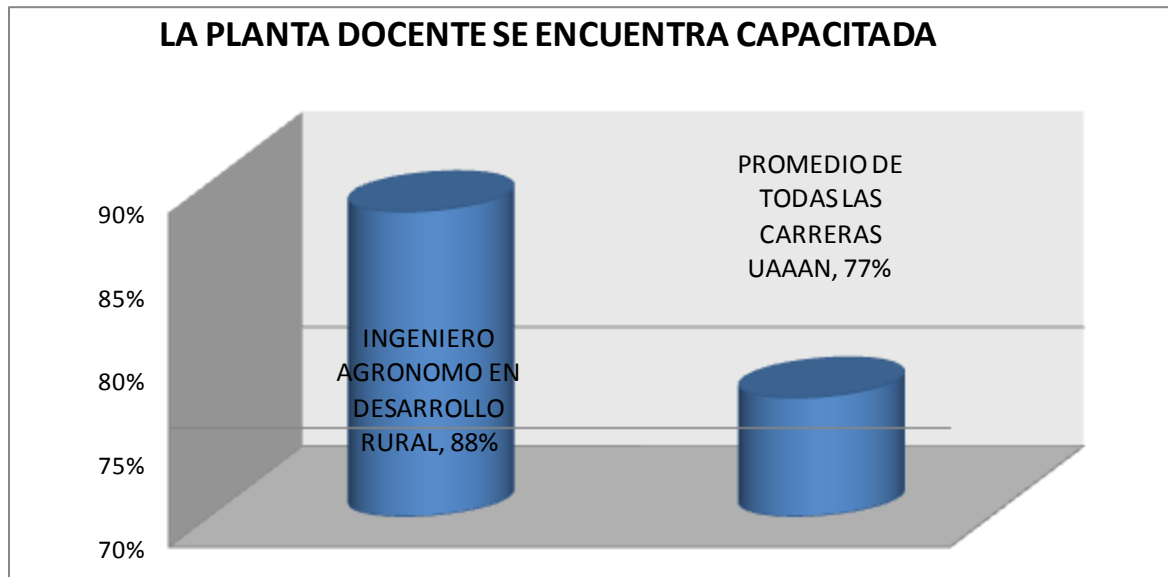 LA PLANTA DOCENTE SE ENCUENTRA CAPACITADA
90%
85%
80%
75%
70%
INGENIERO
AGRONOMO EN
DESARROLLO
RURAL, 88%
PROMEDIO DE
TODAS LAS
CARRERAS
UAAAN, 77%